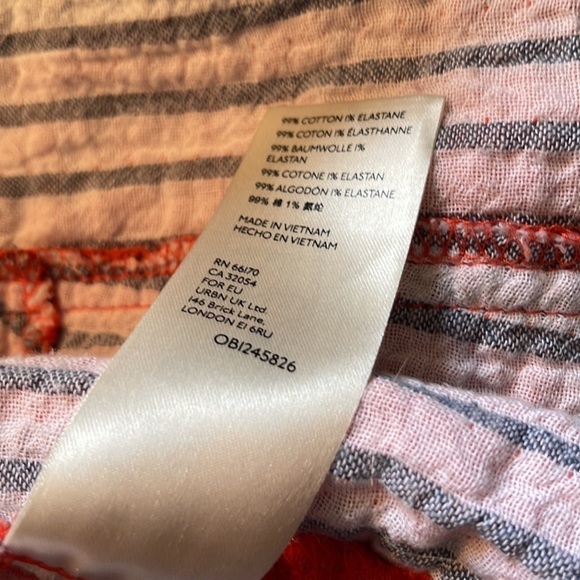 99% COTTON 1% ELASTANE
99% COTON 1% ÉLASTHANNE
99% BAUMWOLLE 1%
ELASTAN
99% COTONE 1% ELASTAN
99% ALGODÓN 1% ELASTANE
99% 棉 1% 氨纶
MADE IN VIETNAM
HECHO EN VIETNAM
RN 66170
CA 32054
FOR EU
URBN UK Ltd
146 Brick Lane,
LONDON E1 6RU
OB1245826